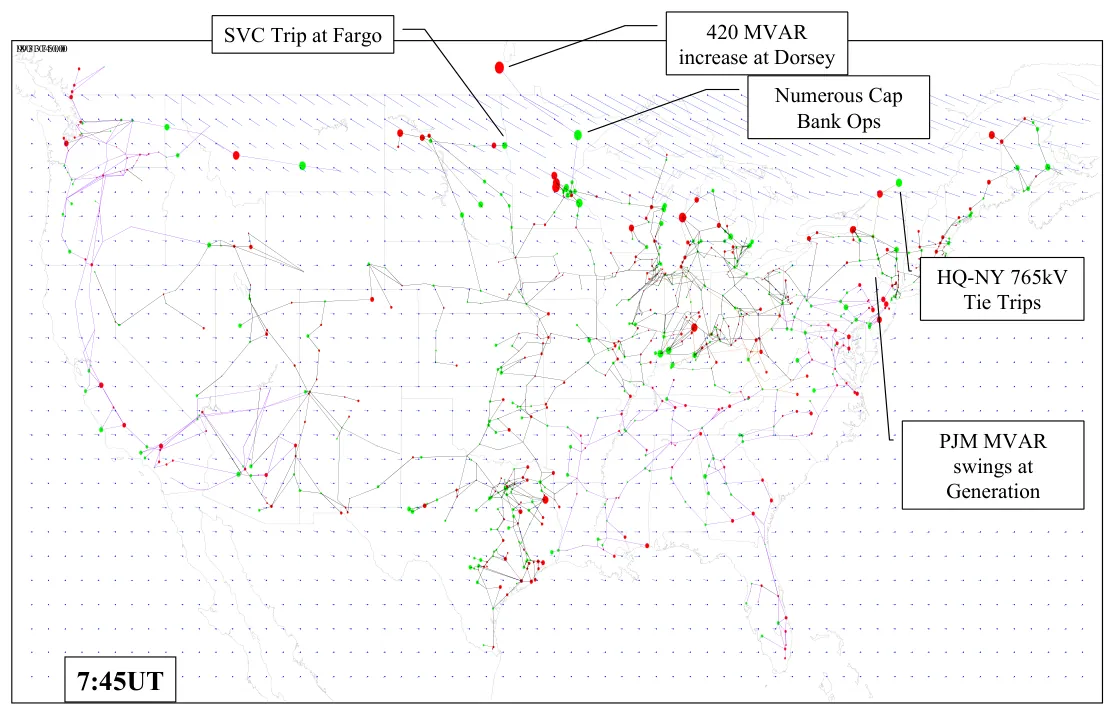 SVC Trip at Fargo
420 MVAR
increase at Dorsey
Numerous Cap
Bank Ops
HQ-NY 765kV
Tie Trips
PJM MVAR
swings at
Generation
7:45UT